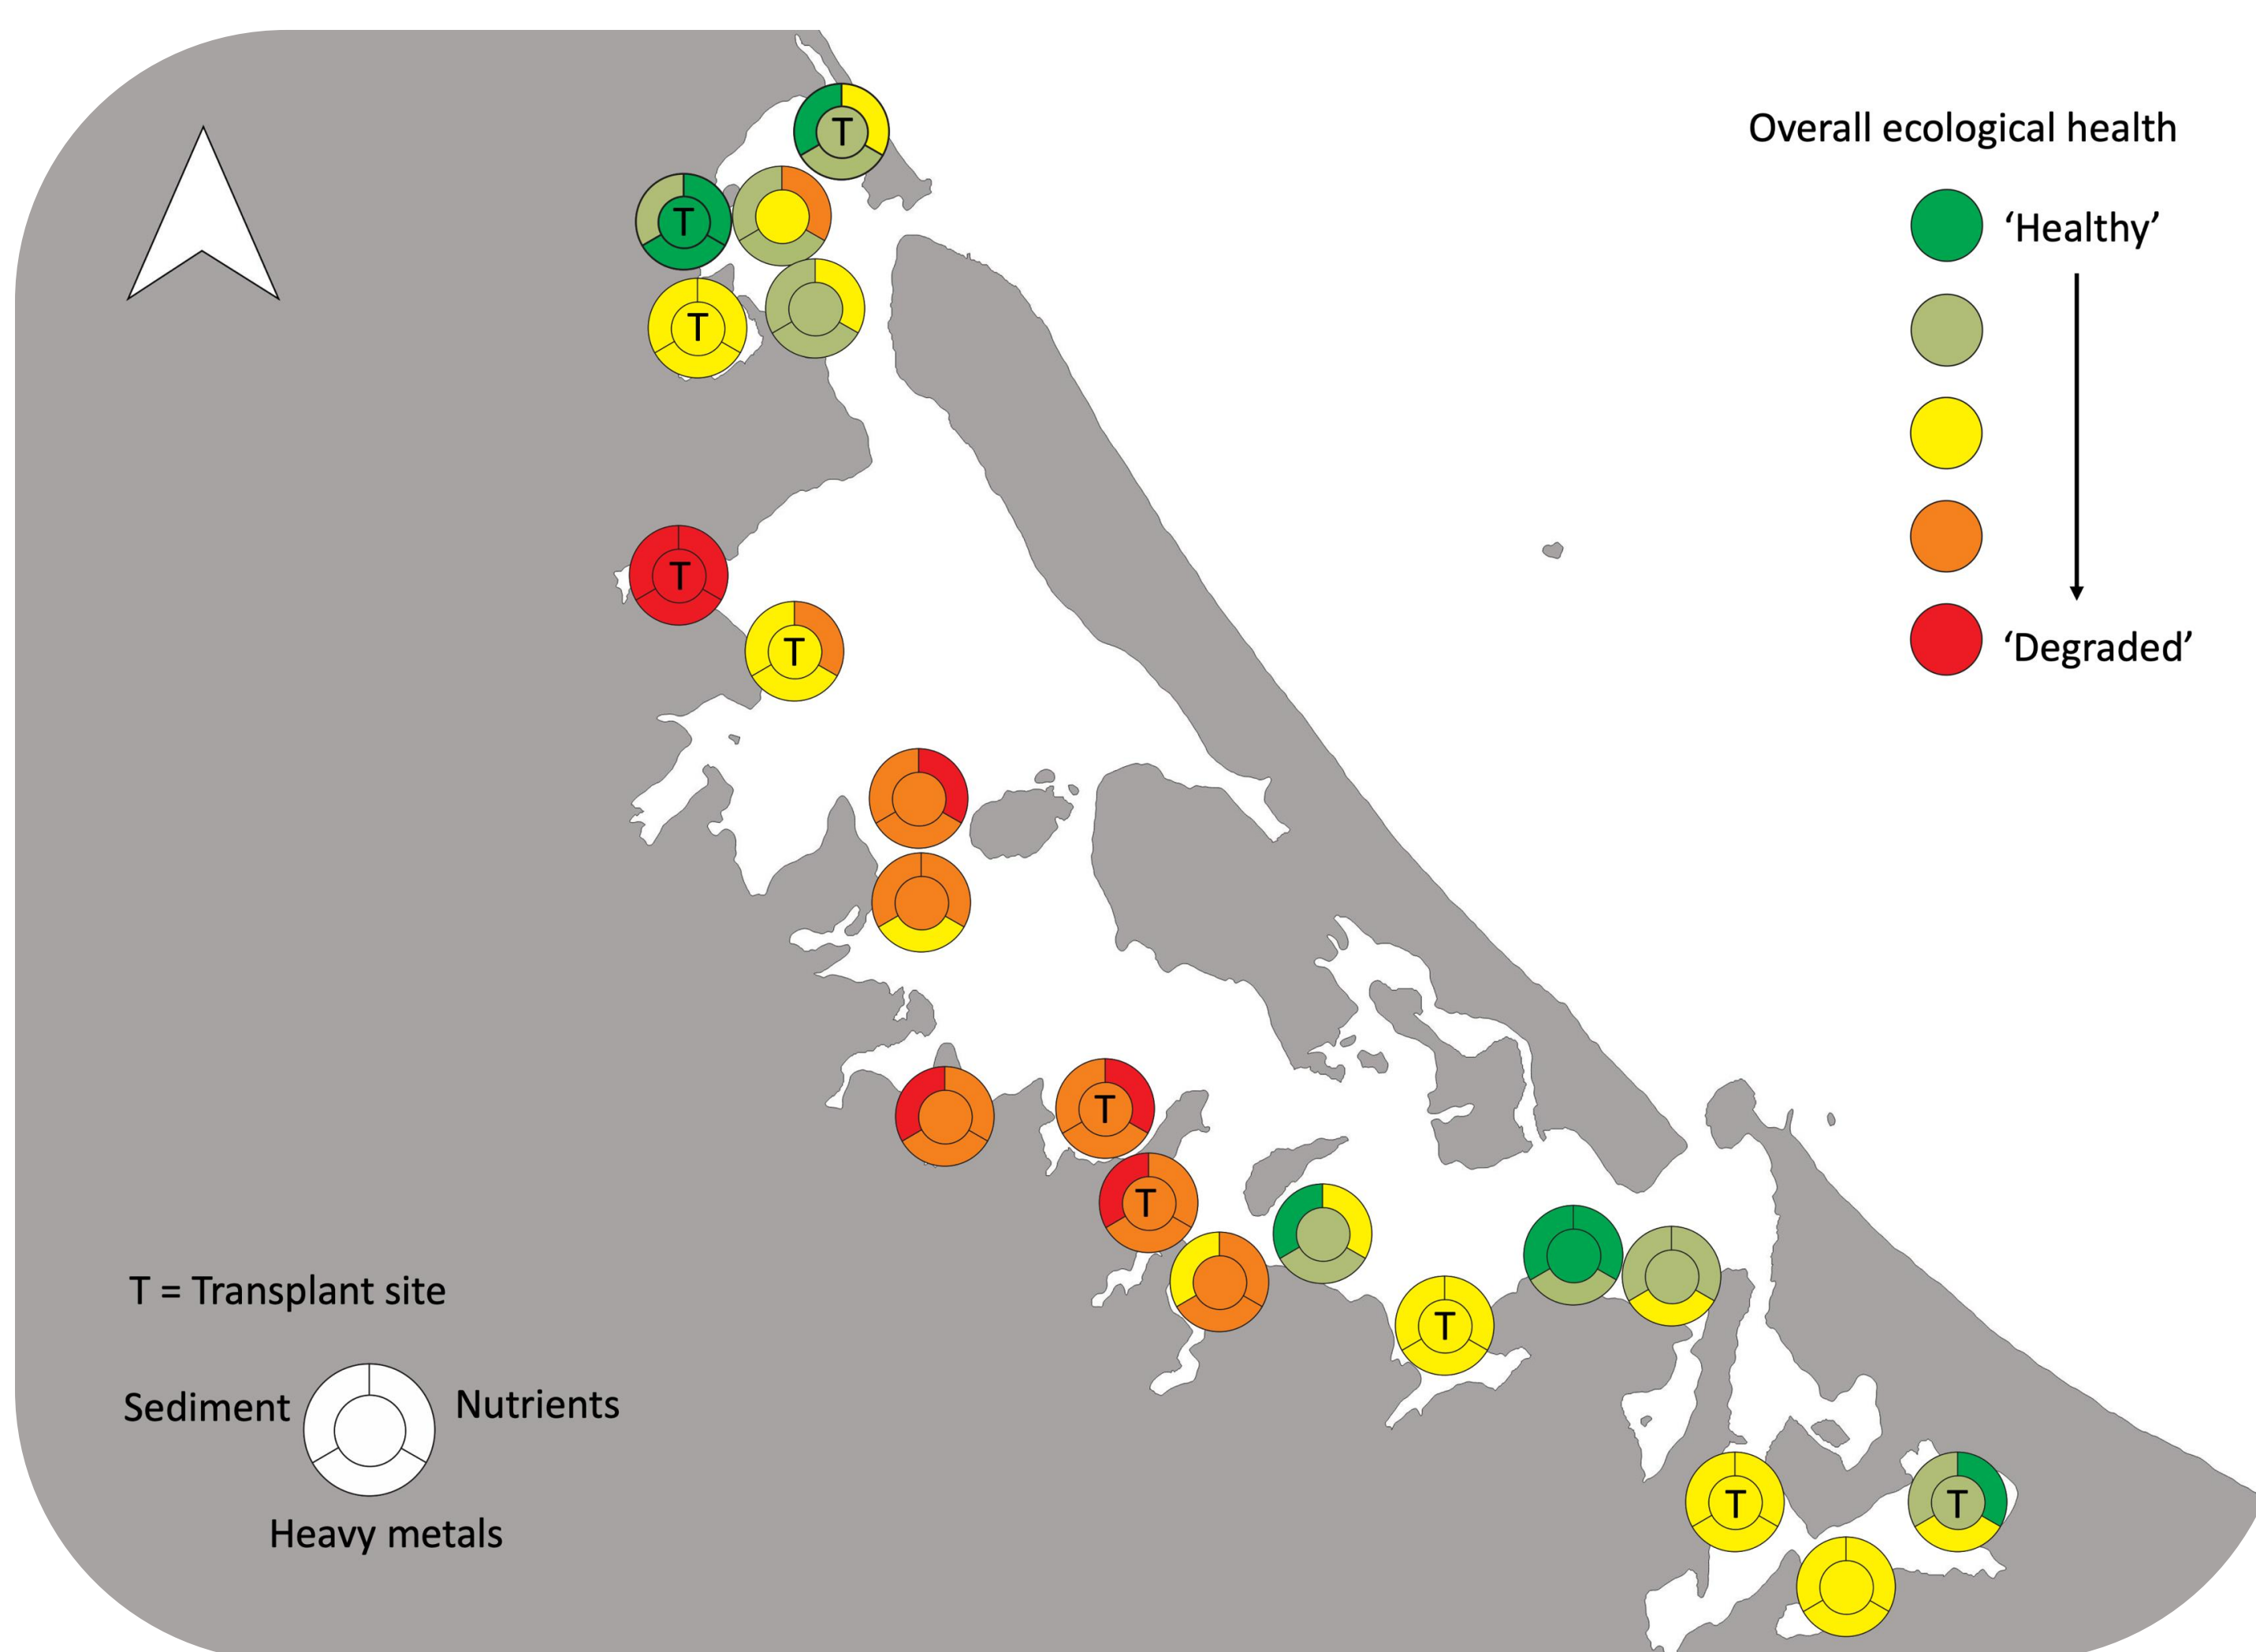 T
T
T
T
T
T
T
T
T
T
T
Overall ecological health
‘Healthy’
‘Degraded’
T = Transplant site
Sediment
Nutrients
Heavy metals